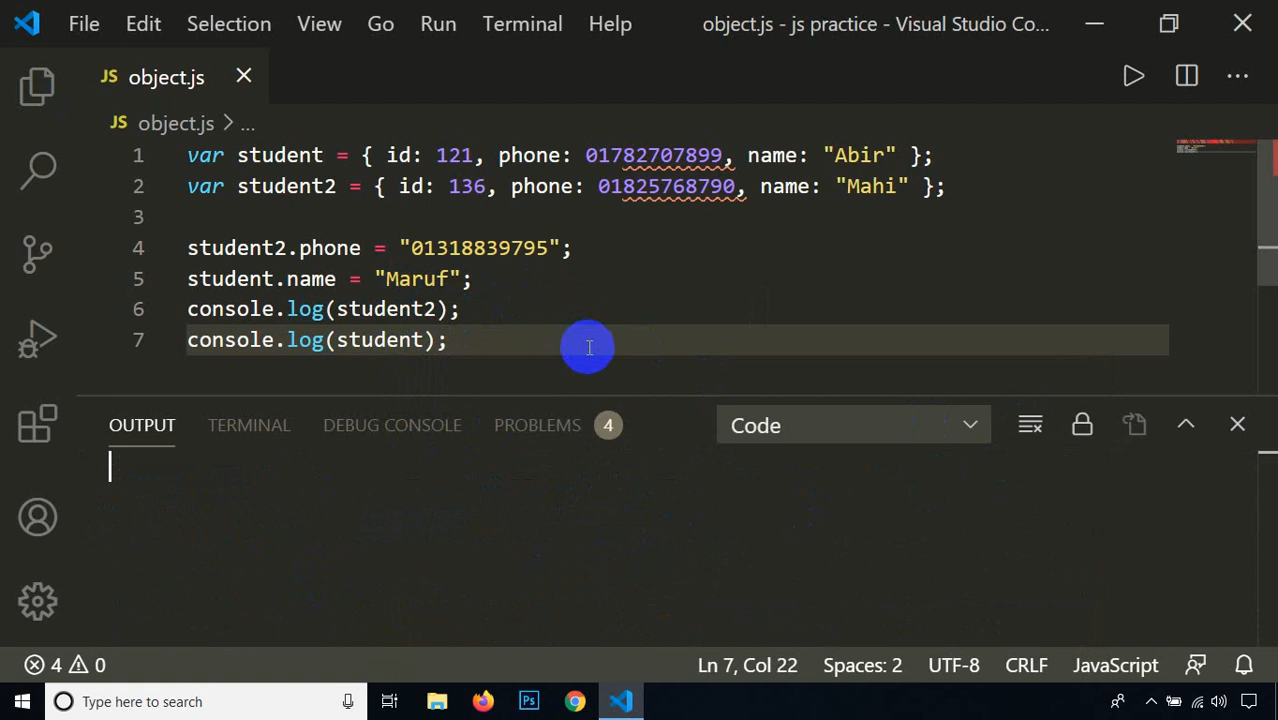 File Edit Selection View Go Run Terminal Help object.js - js practice - Visual Studio Co...
JS object.js
JS object.js > ...
1 var student = { id: 121, phone: 01782707899, name: "Abir" };
2 var student2 = { id: 136, phone: 01825768790, name: "Mahi" };
3
4 student2.phone = "01318839795";
5 student.name = "Maruf";
6 console.log(student2);
7 console.log(student);
OUTPUT TERMINAL DEBUG CONSOLE PROBLEMS 4 Code
4 0 Ln 7, Col 22 Spaces: 2 UTF-8 CRLF JavaScript
Type here to search Ps